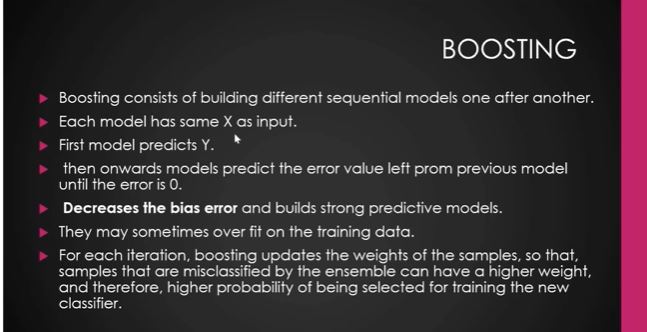 BOOSTING
Boosting consists of building different sequential models one after another.
Each model has same X as input.
First model predicts Y.
then onwards models predict the error value left prom previous model
until the error is 0.
Decreases the bias error and builds strong predictive models.
They may sometimes over fit on the training data.
For each iteration, boosting updates the weights of the samples, so that,
samples that are misclassified by the ensemble can have a higher weight,
and therefore, higher probability of being selected for training the new
classifier.